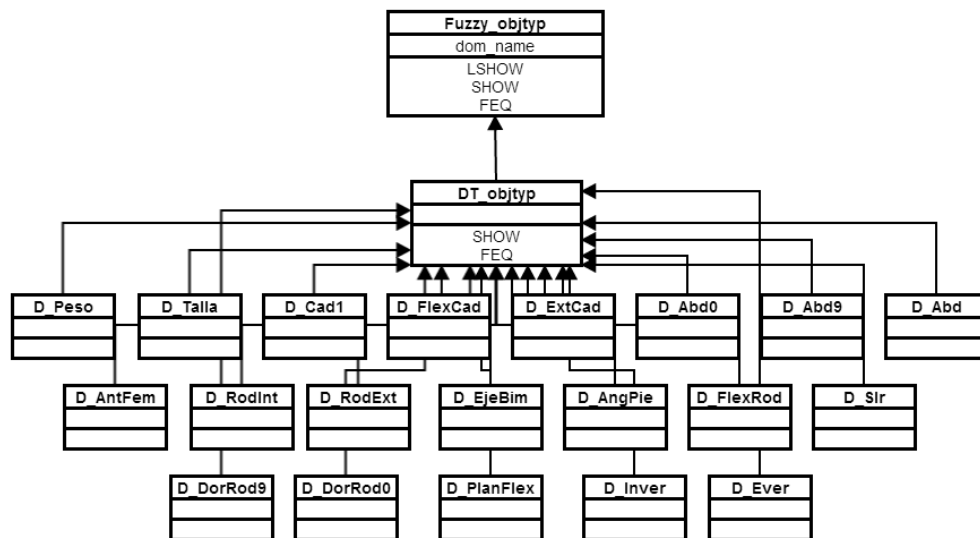 Fuzzy_objtyp
dom_name
LSHOW
SHOW
FEQ
DT_objtyp
SHOW
FEQ
D_Peso
D_Talla
D_Cad1
D_FlexCad
D_ExtCad
D_Abd0
D_Abd9
D_Abd
D_AntFem
D_RodInt
D_RodExt
D_EjeBim
D_AngPie
D_FlexRod
D_Slr
D_DorRod9
D_DorRod0
D_PlanFlex
D_Inver
D_Ever